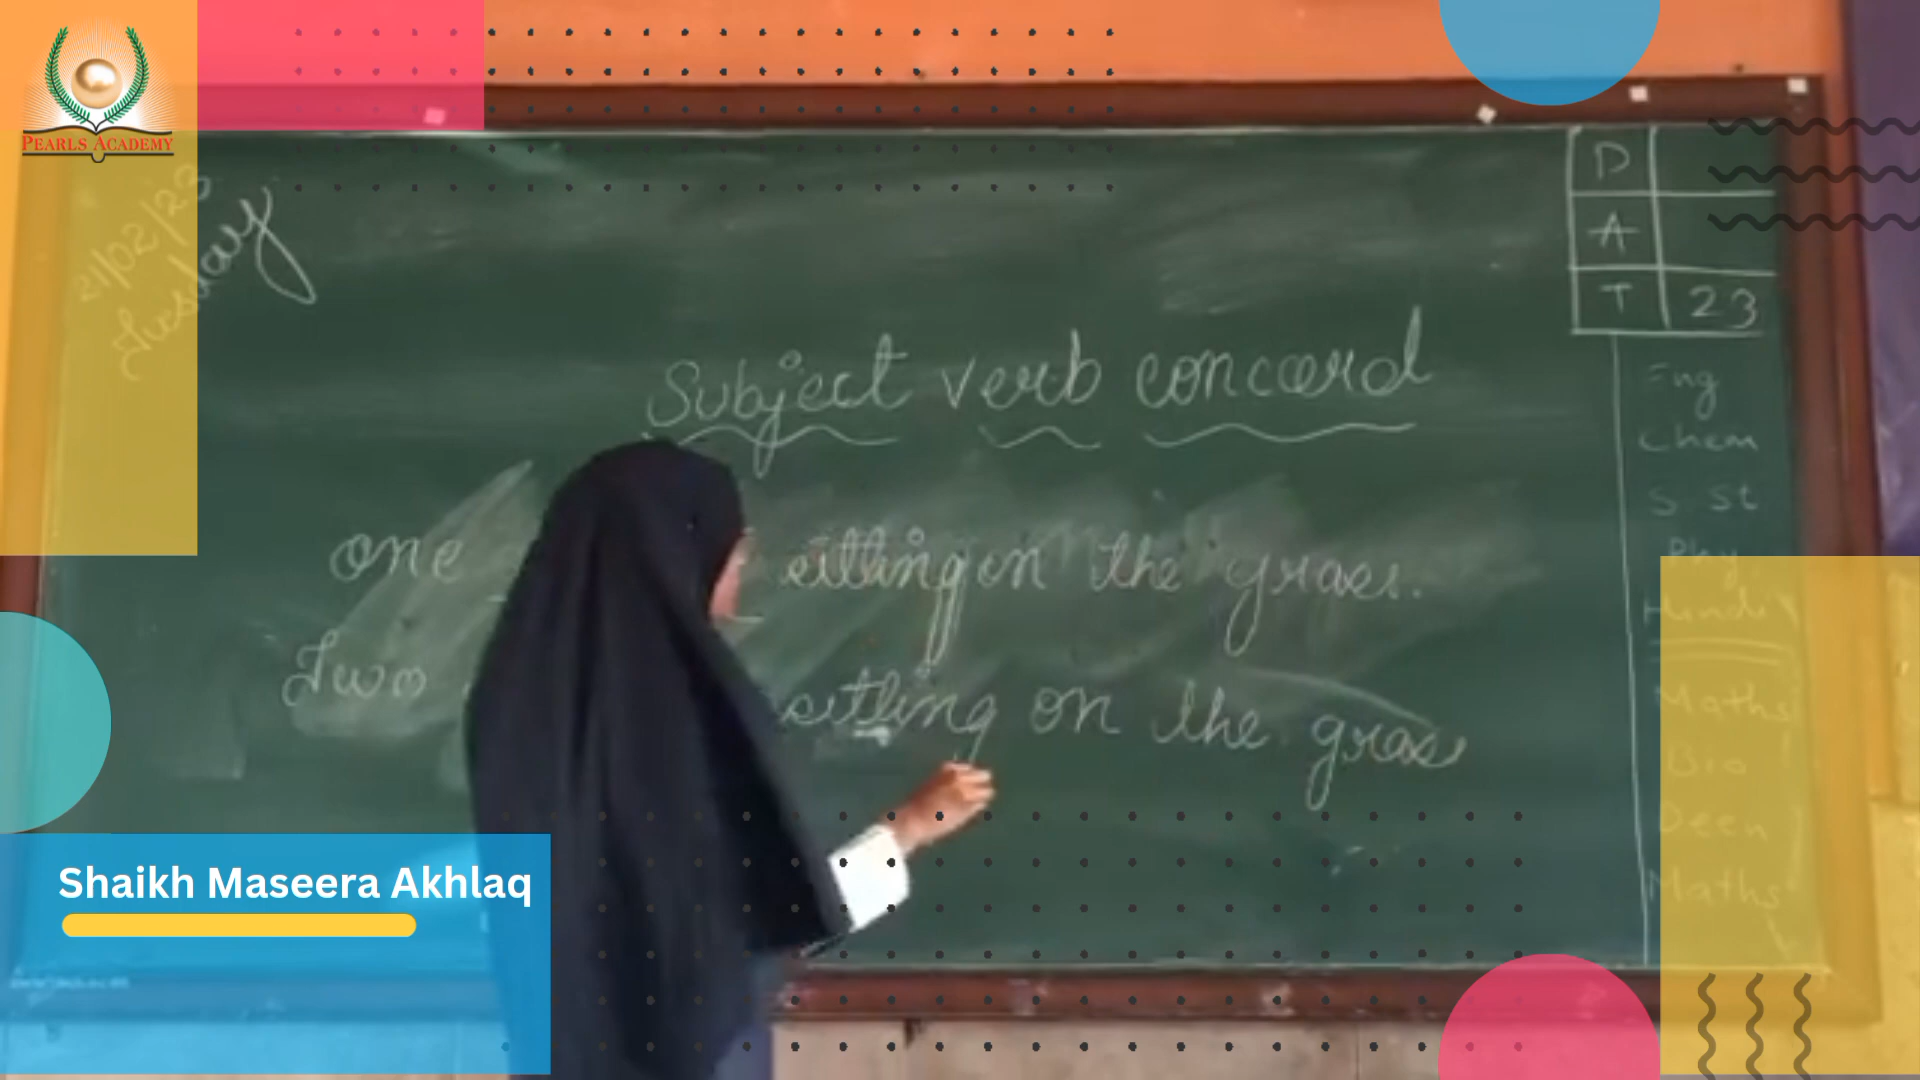 PEARLS ACADEMY
21/02/23
Tuesday
D
A
T 23
Subject verb concord
one sitting on the grass.
Two sitting on the grass
Eng
Chem
S St
Phy
Hindi
Maths
Bio
Deen
Maths
Shaikh Maseera Akhlaq